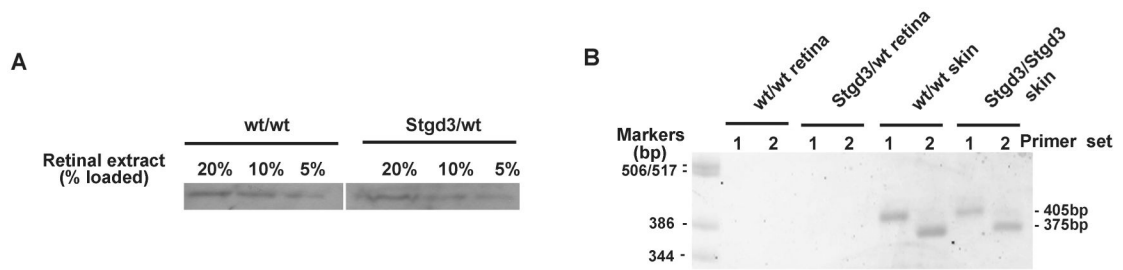 A
wt/wt
Stgd3/wt
Retinal extract
(% loaded)
20% 10% 5% 20% 10% 5%
B
wt/wt retina
Stgd3/wt retina
wt/wt skin
Stgd3/Stgd3
skin
Markers
(bp)
1 2 1 2 1 2 1 2 Primer set
506/517 -
386 -
344 -
- 405bp
- 375bp